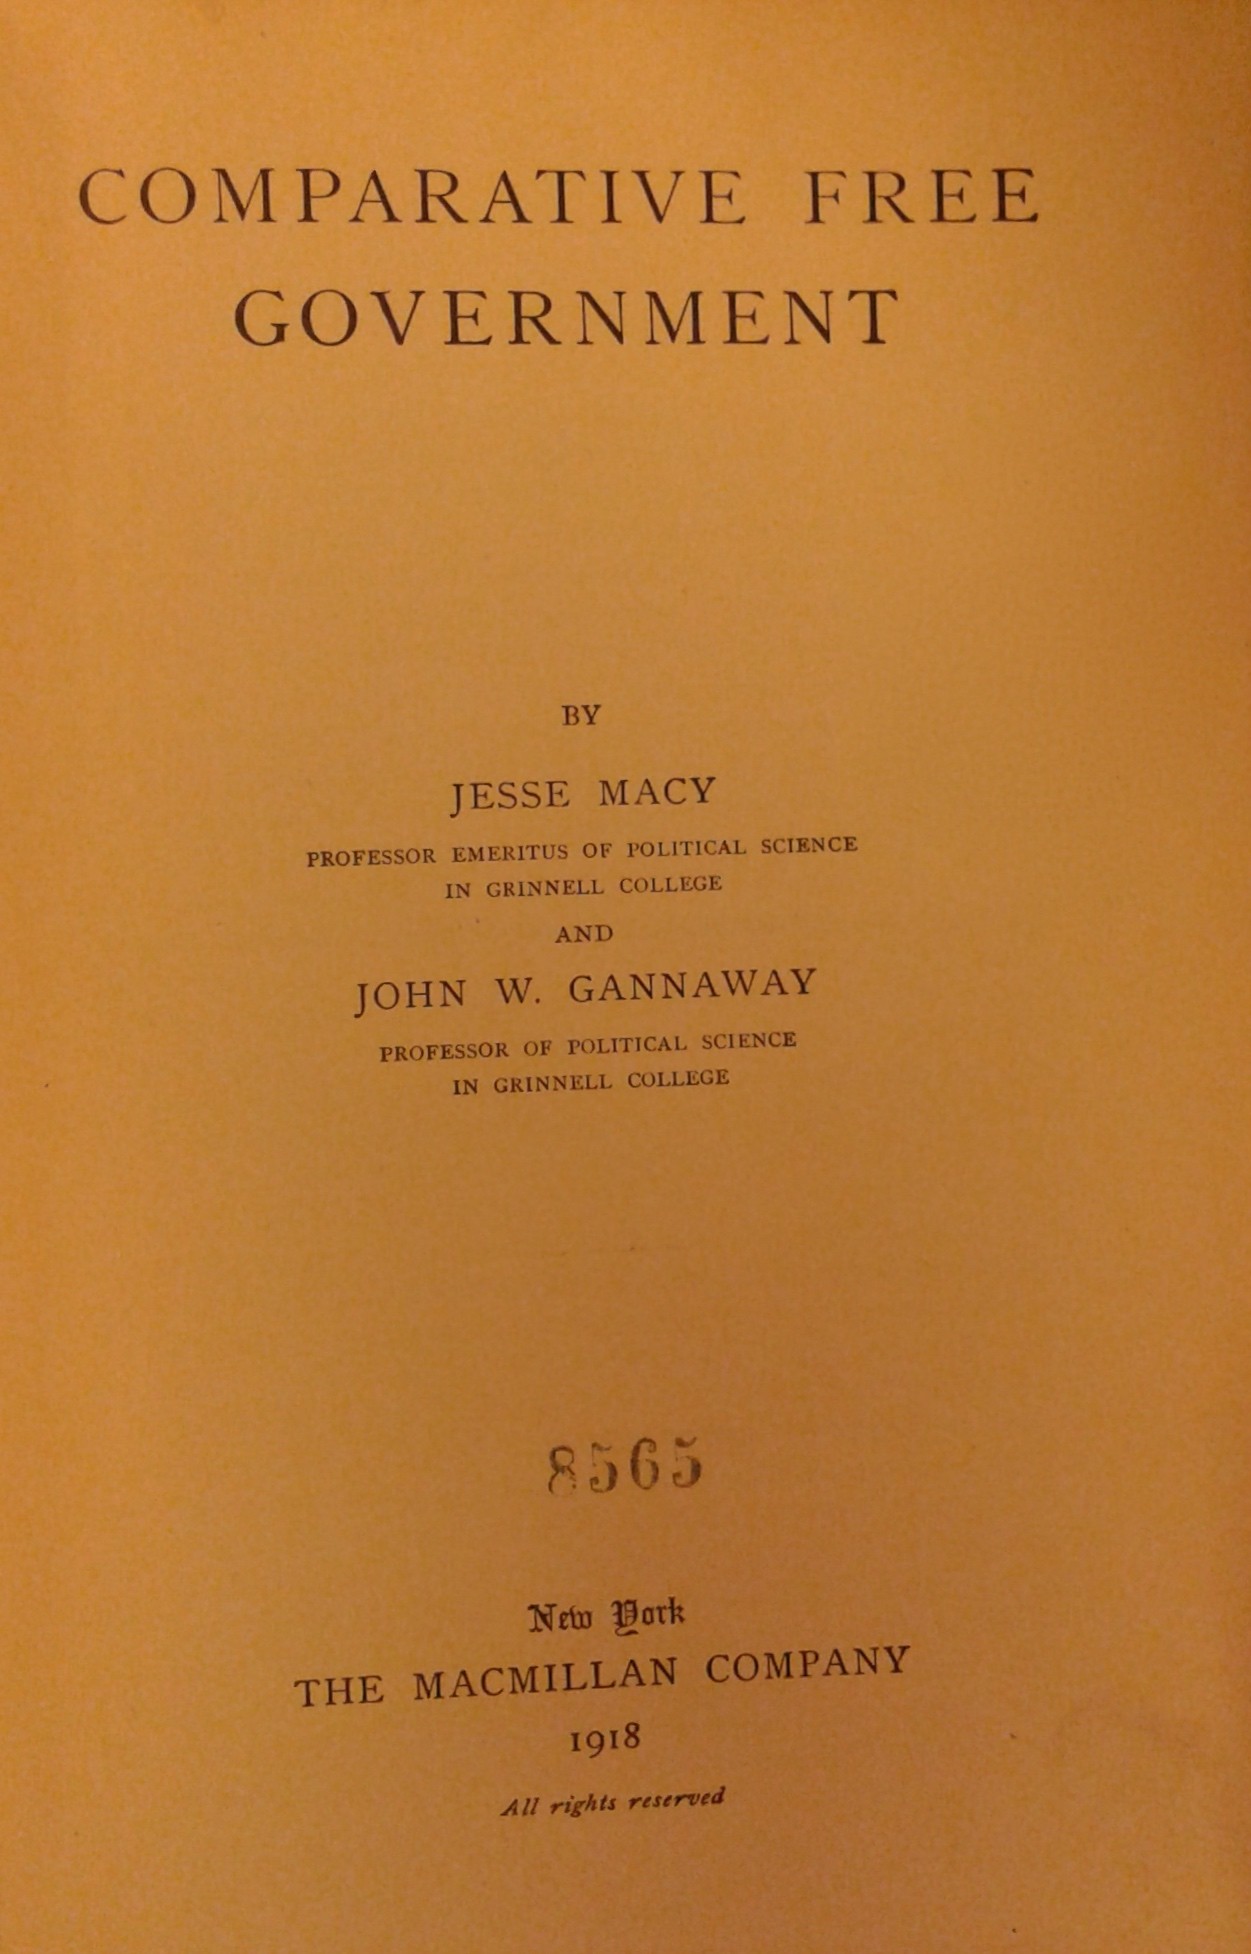 COMPARATIVE FREE
GOVERNMENT
BY
JESSE MACY
PROFESSOR EMERITUS OF POLITICAL SCIENCE
IN GRINNELL COLLEGE
AND
JOHN W. GANNAWAY
PROFESSOR OF POLITICAL SCIENCE
IN GRINNELL COLLEGE
8565
New York
THE MACMILLAN COMPANY
1918
All rights reserved